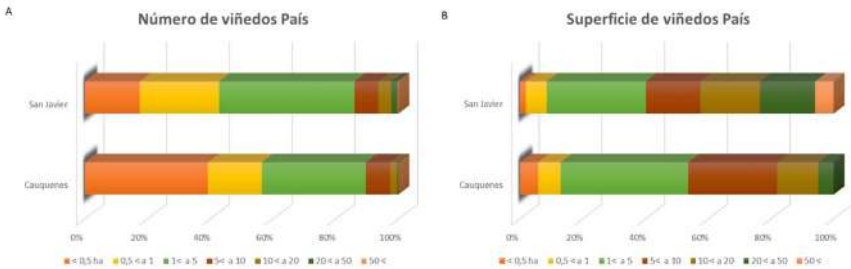 A
Número de viñedos País
San Javier
Cauquenes
0% 20% 40% 60% 80% 100%
< 0,5 ha 0,5 < a 1 1< a 5 5< a 10 10< a 20 20< a 50 50 <
B
Superficie de viñedos País
San Javier
Cauquenes
0% 20% 40% 60% 80% 100%
< 0,5 ha 0,5 < a 1 1< a 5 5< a 10 10< a 20 20< a 50 50 <